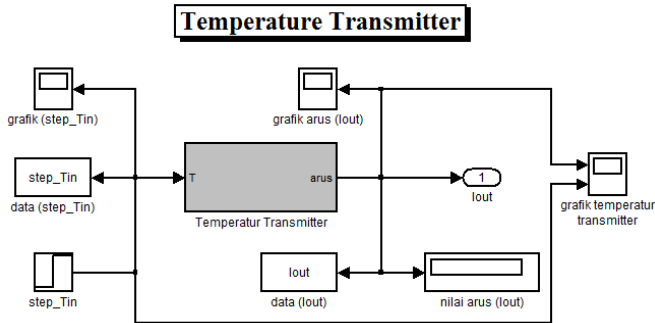 Temperature Transmitter
grafik (step_Tin)
grafik arus (Iout)
step_Tin
data (step_Tin)
T
arus
Temperatur Transmitter
1
Iout
grafik temperatur
transmitter
step_Tin
Iout
data (Iout)
nilai arus (Iout)